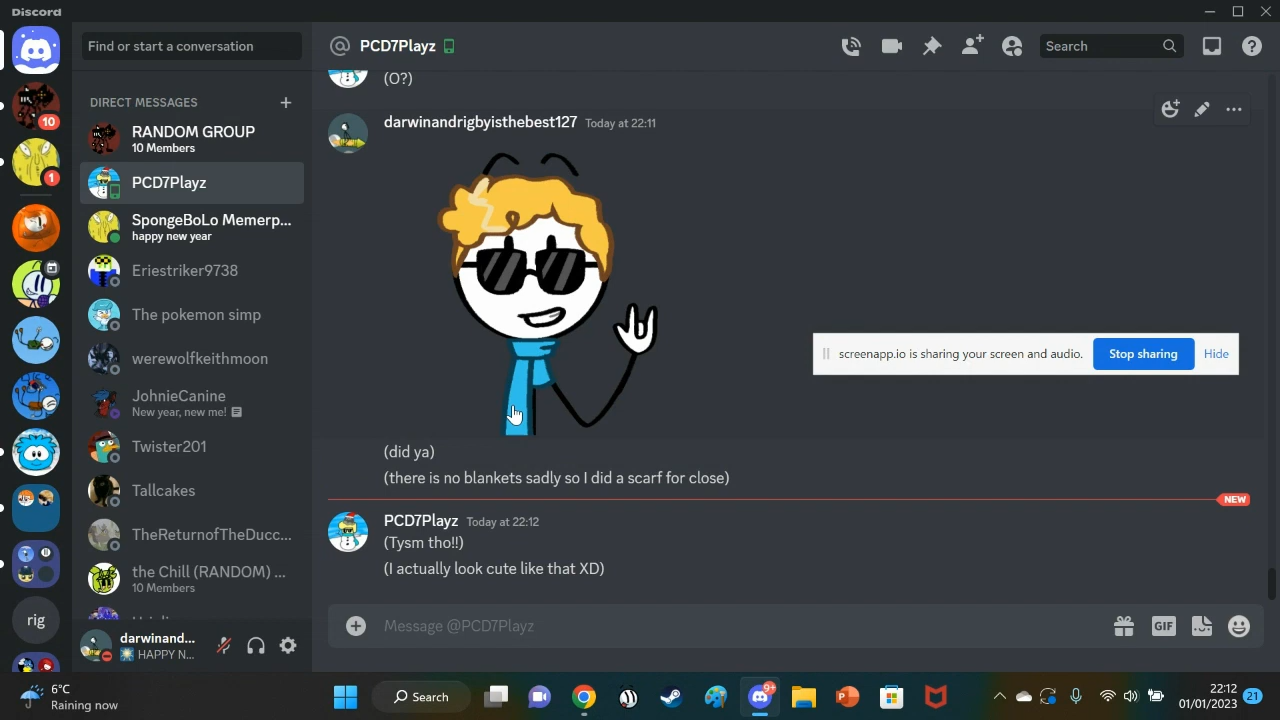 Discord
Find or start a conversation
@ PCD7Playz
Search
DIRECT MESSAGES
10
RANDOM GROUP
10 Members
1
PCD7Playz
SpongeBoLo Memerp...
happy new year
Eriestriker9738
The pokemon simp
werewolfkeithmoon
JohnieCanine
New year, new me!
Twister201
Tallcakes
TheReturnofTheDucc...
the Chill (RANDOM) ...
10 Members
rig
darwinand...
HAPPY N...
(O?)
darwinandrigbyisthebest127 Today at 22:11
(did ya)
(there is no blankets sadly so I did a scarf for close)
NEW
PCD7Playz Today at 22:12
(Tysm tho!!)
(I actually look cute like that XD)
Message @PCD7Playz
GIF
screenapp.io is sharing your screen and audio.
Stop sharing
Hide
6°C
Raining now
Search
9+
22:12
01/01/2023
21